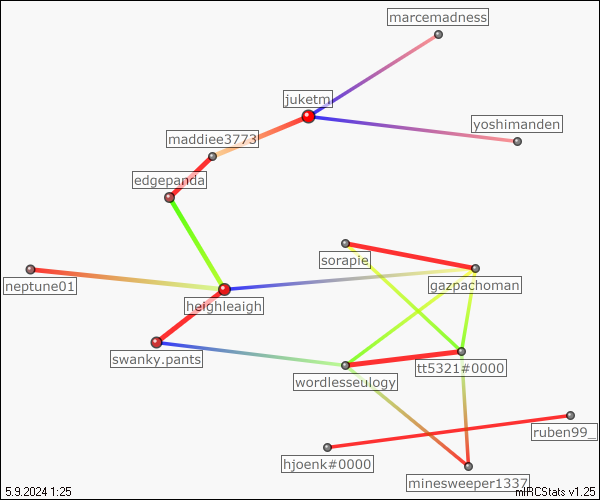 marcemadness
juketm
yoshimanden
maddiee3773
edgepanda
sorapie
neptune01
gazpachoman
heighleaigh
swanky.pants
tt5321#0000
wordlesseulogy
ruben99_
hjoenk#0000
minesweeper1337
5.9.2024 1:25
mIRCStats v1.25